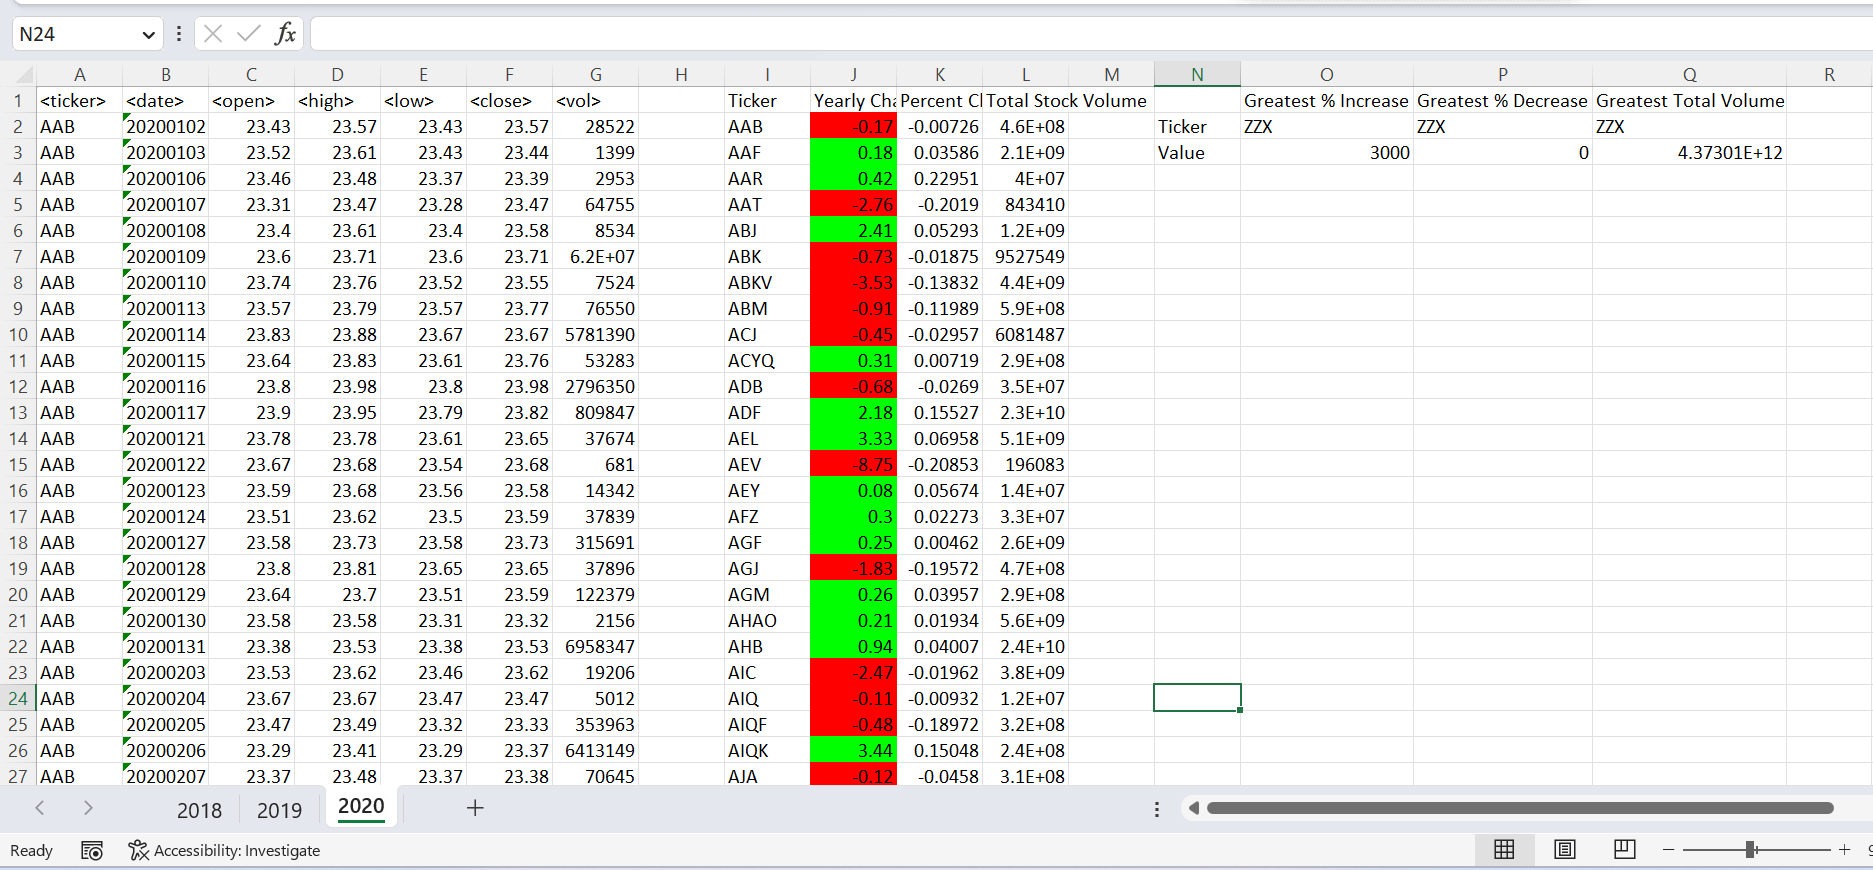 N24 fx
A B C D E F G H I J K L M N O P Q R
1 <ticker> <date> <open> <high> <low> <close> <vol> Ticker Yearly Cha Percent Cl Total Stock Volume Greatest % Increase Greatest % Decrease Greatest Total Volume
2 AAB 20200102 23.43 23.57 23.43 23.57 28522 AAB -0.17 -0.00726 4.6E+08 Ticker ZZX ZZX ZZX
3 AAB 20200103 23.52 23.61 23.43 23.44 1399 AAF 0.18 0.03586 2.1E+09 Value 3000 0 4.37301E+12
4 AAB 20200106 23.46 23.48 23.37 23.39 2953 AAR 0.42 0.22951 4E+07
5 AAB 20200107 23.31 23.47 23.28 23.47 64755 AAT -2.76 -0.2019 843410
6 AAB 20200108 23.4 23.61 23.4 23.58 8534 ABJ 2.41 0.05293 1.2E+09
7 AAB 20200109 23.6 23.71 23.6 23.71 6.2E+07 ABK -0.73 -0.01875 9527549
8 AAB 20200110 23.74 23.76 23.52 23.55 7524 ABKV -3.53 -0.13832 4.4E+09
9 AAB 20200113 23.57 23.79 23.57 23.77 76550 ABM -0.91 -0.11989 5.9E+08
10 AAB 20200114 23.83 23.88 23.67 23.67 5781390 ACJ -0.45 -0.02957 6081487
11 AAB 20200115 23.64 23.83 23.61 23.76 53283 ACYQ 0.31 0.00719 2.9E+08
12 AAB 20200116 23.8 23.98 23.8 23.98 2796350 ADB -0.68 -0.0269 3.5E+07
13 AAB 20200117 23.9 23.95 23.79 23.82 809847 ADF 2.18 0.15527 2.3E+10
14 AAB 20200121 23.78 23.78 23.61 23.65 37674 AEL 3.33 0.06958 5.1E+09
15 AAB 20200122 23.67 23.68 23.54 23.68 681 AEV -8.75 -0.20853 196083
16 AAB 20200123 23.59 23.68 23.56 23.58 14342 AEY 0.08 0.05674 1.4E+07
17 AAB 20200124 23.51 23.62 23.5 23.59 37839 AFZ 0.3 0.02273 3.3E+07
18 AAB 20200127 23.58 23.73 23.58 23.73 315691 AGF 0.25 0.00462 2.6E+09
19 AAB 20200128 23.8 23.81 23.65 23.65 37896 AGJ -1.83 -0.19572 4.7E+08
20 AAB 20200129 23.64 23.7 23.51 23.59 122379 AGM 0.26 0.03957 2.9E+08
21 AAB 20200130 23.58 23.58 23.31 23.32 2156 AHAO 0.21 0.01934 5.6E+09
22 AAB 20200131 23.38 23.53 23.38 23.53 6958347 AHB 0.94 0.04007 2.4E+10
23 AAB 20200203 23.53 23.62 23.46 23.62 19206 AIC -2.47 -0.01962 3.8E+09
24 AAB 20200204 23.67 23.67 23.47 23.47 5012 AIQ -0.11 -0.00932 1.2E+07
25 AAB 20200205 23.47 23.49 23.32 23.33 353963 AIQF -0.48 -0.18972 3.2E+08
26 AAB 20200206 23.29 23.41 23.29 23.37 6413149 AIQK 3.44 0.15048 2.4E+08
27 AAB 20200207 23.37 23.48 23.37 23.38 70645 AJA -0.12 -0.0458 3.1E+08
2018 2019 2020 +
Ready Accessibility: Investigate